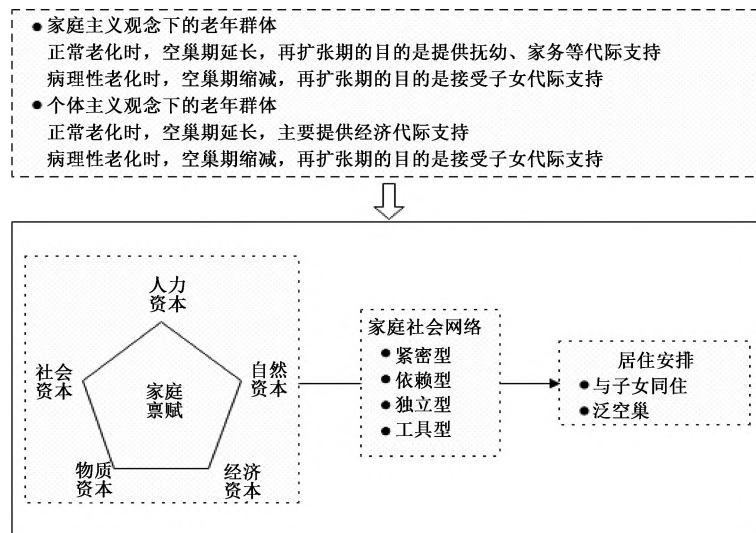 ● 家庭主义观念下的老年群体
正常老化时，空巢期延长，再扩张期的目的是提供抚幼、家务等代际支持
病理性老化时，空巢期缩减，再扩张期的目的是接受子女代际支持
● 个体主义观念下的老年群体
正常老化时，空巢期延长，主要提供经济代际支持
病理性老化时，空巢期缩减，再扩张期的目的是接受子女代际支持
人力
资本
社会
资本
自然
资本
家庭
禀赋
物质
资本
经济
资本
家庭社会网络
● 紧密型
● 依赖型
● 独立型
● 工具型
居住安排
● 与子女同住
● 泛空巢